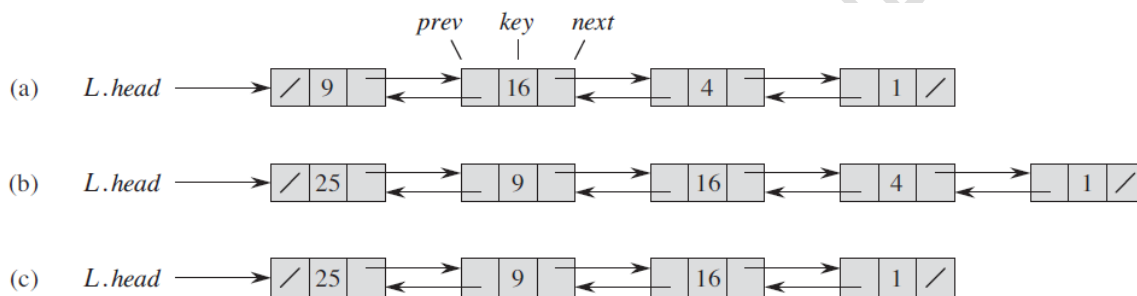 prev key next
(a) L.head / 9 16 4 1 /
(b) L.head / 25 9 16 4 1 /
(c) L.head / 25 9 16 1 /